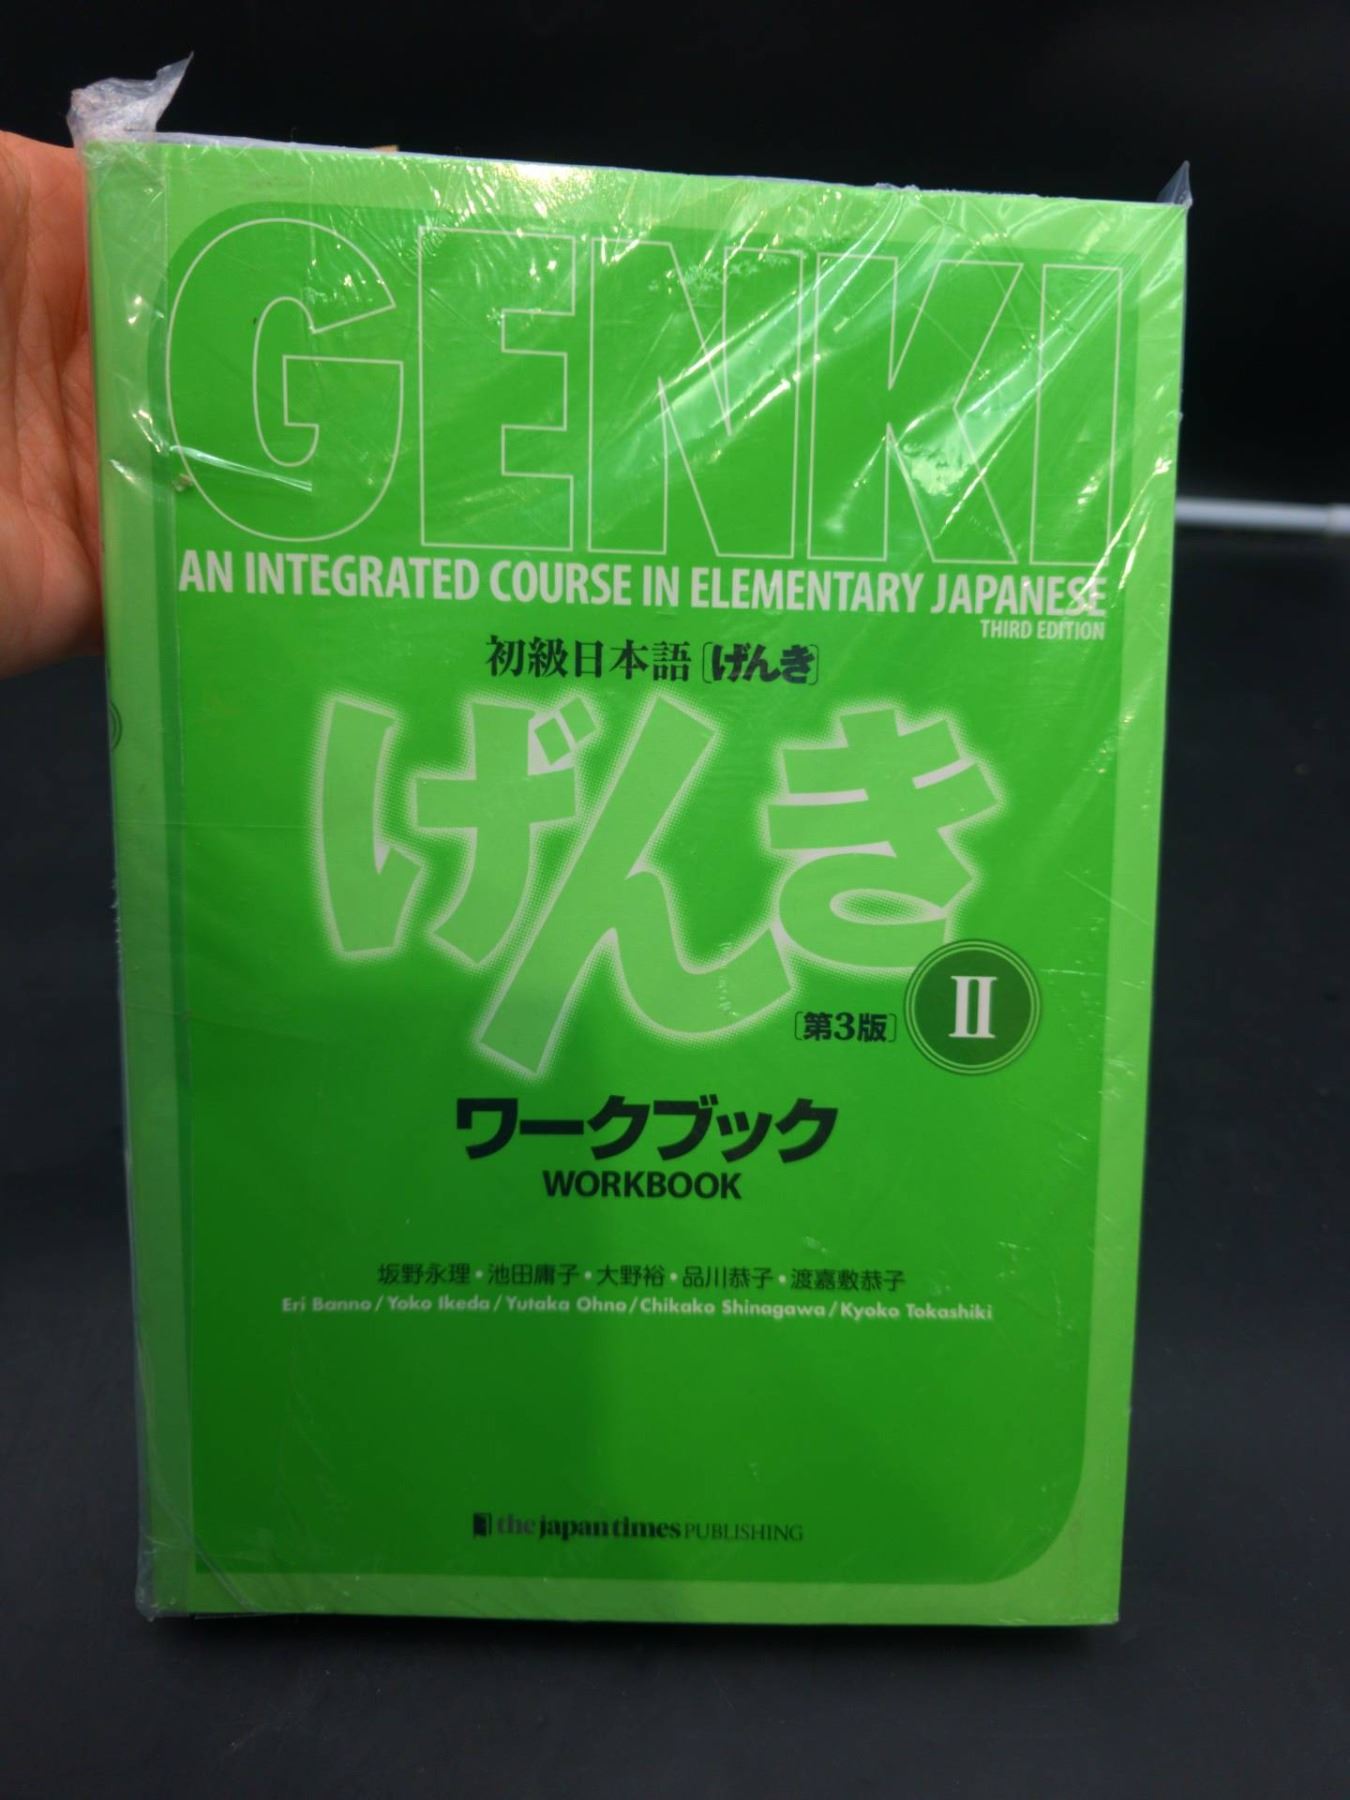 GENKI
AN INTEGRATED COURSE IN ELEMENTARY JAPANESE
THIRD EDITION
初級日本語［げんき］
げんき
［第3版］
II
ワークブック
WORKBOOK
坂野永理・池田庸子・大野裕・品川恭子・渡嘉敷恭子
Eri Banno/Yoko Ikeda/Yutaka Ohno/Chikako Shinagawa/Kyoko Tokashiki
the japan times PUBLISHING